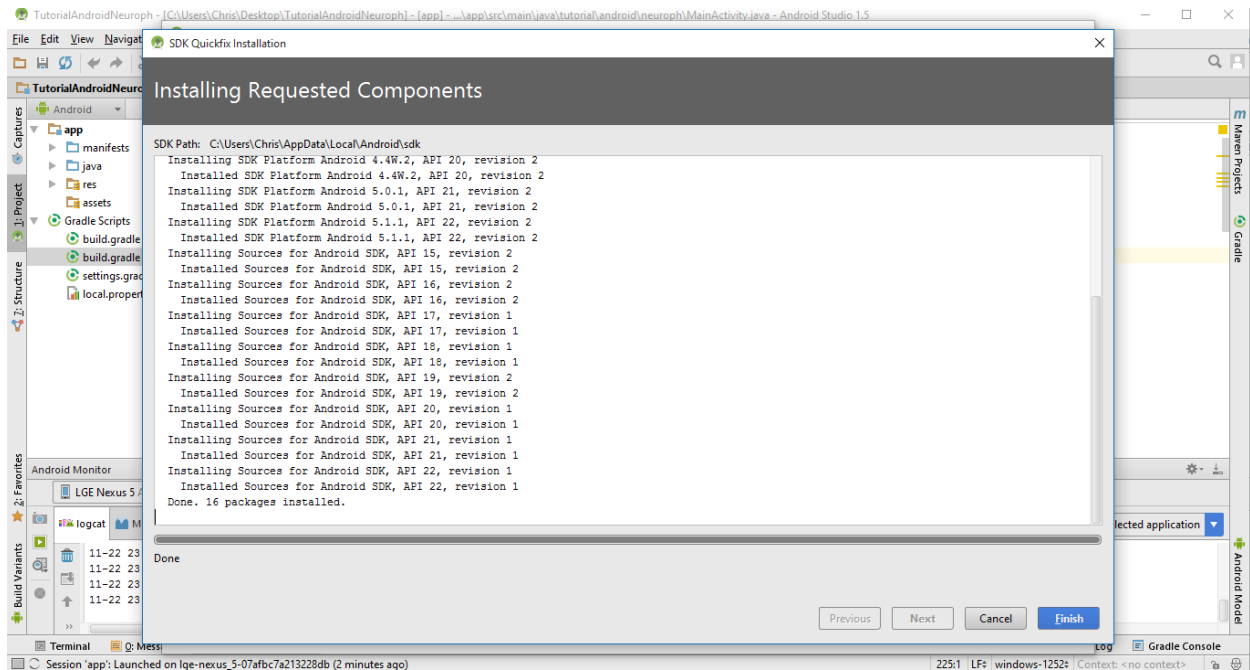 TutorialAndroidNeuroph - [C:\Users\Chris\Desktop\TutorialAndroidNeuroph] - [app] - ...\app\src\main\java\tutorial\android\neuroph\MainActivity.java - Android Studio 1.5
File Edit View Navigat
SDK Quickfix Installation
TutorialAndroidNeuro
Installing Requested Components
Android
Captures
1: Project
7: Structure
2: Favorites
Build Variants
app
manifests
java
res
assets
Gradle Scripts
build.gradle
build.gradle
settings.grad
local.propert
SDK Path: C:\Users\Chris\AppData\Local\Android\sdk
Installing SDK Platform Android 4.4W.2, API 20, revision 2
Installed SDK Platform Android 4.4W.2, API 20, revision 2
Installing SDK Platform Android 5.0.1, API 21, revision 2
Installed SDK Platform Android 5.0.1, API 21, revision 2
Installing SDK Platform Android 5.1.1, API 22, revision 2
Installed SDK Platform Android 5.1.1, API 22, revision 2
Installing Sources for Android SDK, API 15, revision 2
Installed Sources for Android SDK, API 15, revision 2
Installing Sources for Android SDK, API 16, revision 2
Installed Sources for Android SDK, API 16, revision 2
Installing Sources for Android SDK, API 17, revision 1
Installed Sources for Android SDK, API 17, revision 1
Installing Sources for Android SDK, API 18, revision 1
Installed Sources for Android SDK, API 18, revision 1
Installing Sources for Android SDK, API 19, revision 2
Installed Sources for Android SDK, API 19, revision 2
Installing Sources for Android SDK, API 20, revision 1
Installed Sources for Android SDK, API 20, revision 1
Installing Sources for Android SDK, API 21, revision 1
Installed Sources for Android SDK, API 21, revision 1
Installing Sources for Android SDK, API 22, revision 1
Installed Sources for Android SDK, API 22, revision 1
Done. 16 packages installed.
Done
Previous Next Cancel Finish
m Maven Projects
Gradle
Android Model
Android Monitor
LGE Nexus 5 A
logcat M
lected application
11-22 23
11-22 23
11-22 23
11-22 23
Terminal 0: Mess Log Gradle Console
Session 'app': Launched on lge-nexus_5-07afbc7a213228db (2 minutes ago) 225:1 LF windows-1252 Context: <no context>